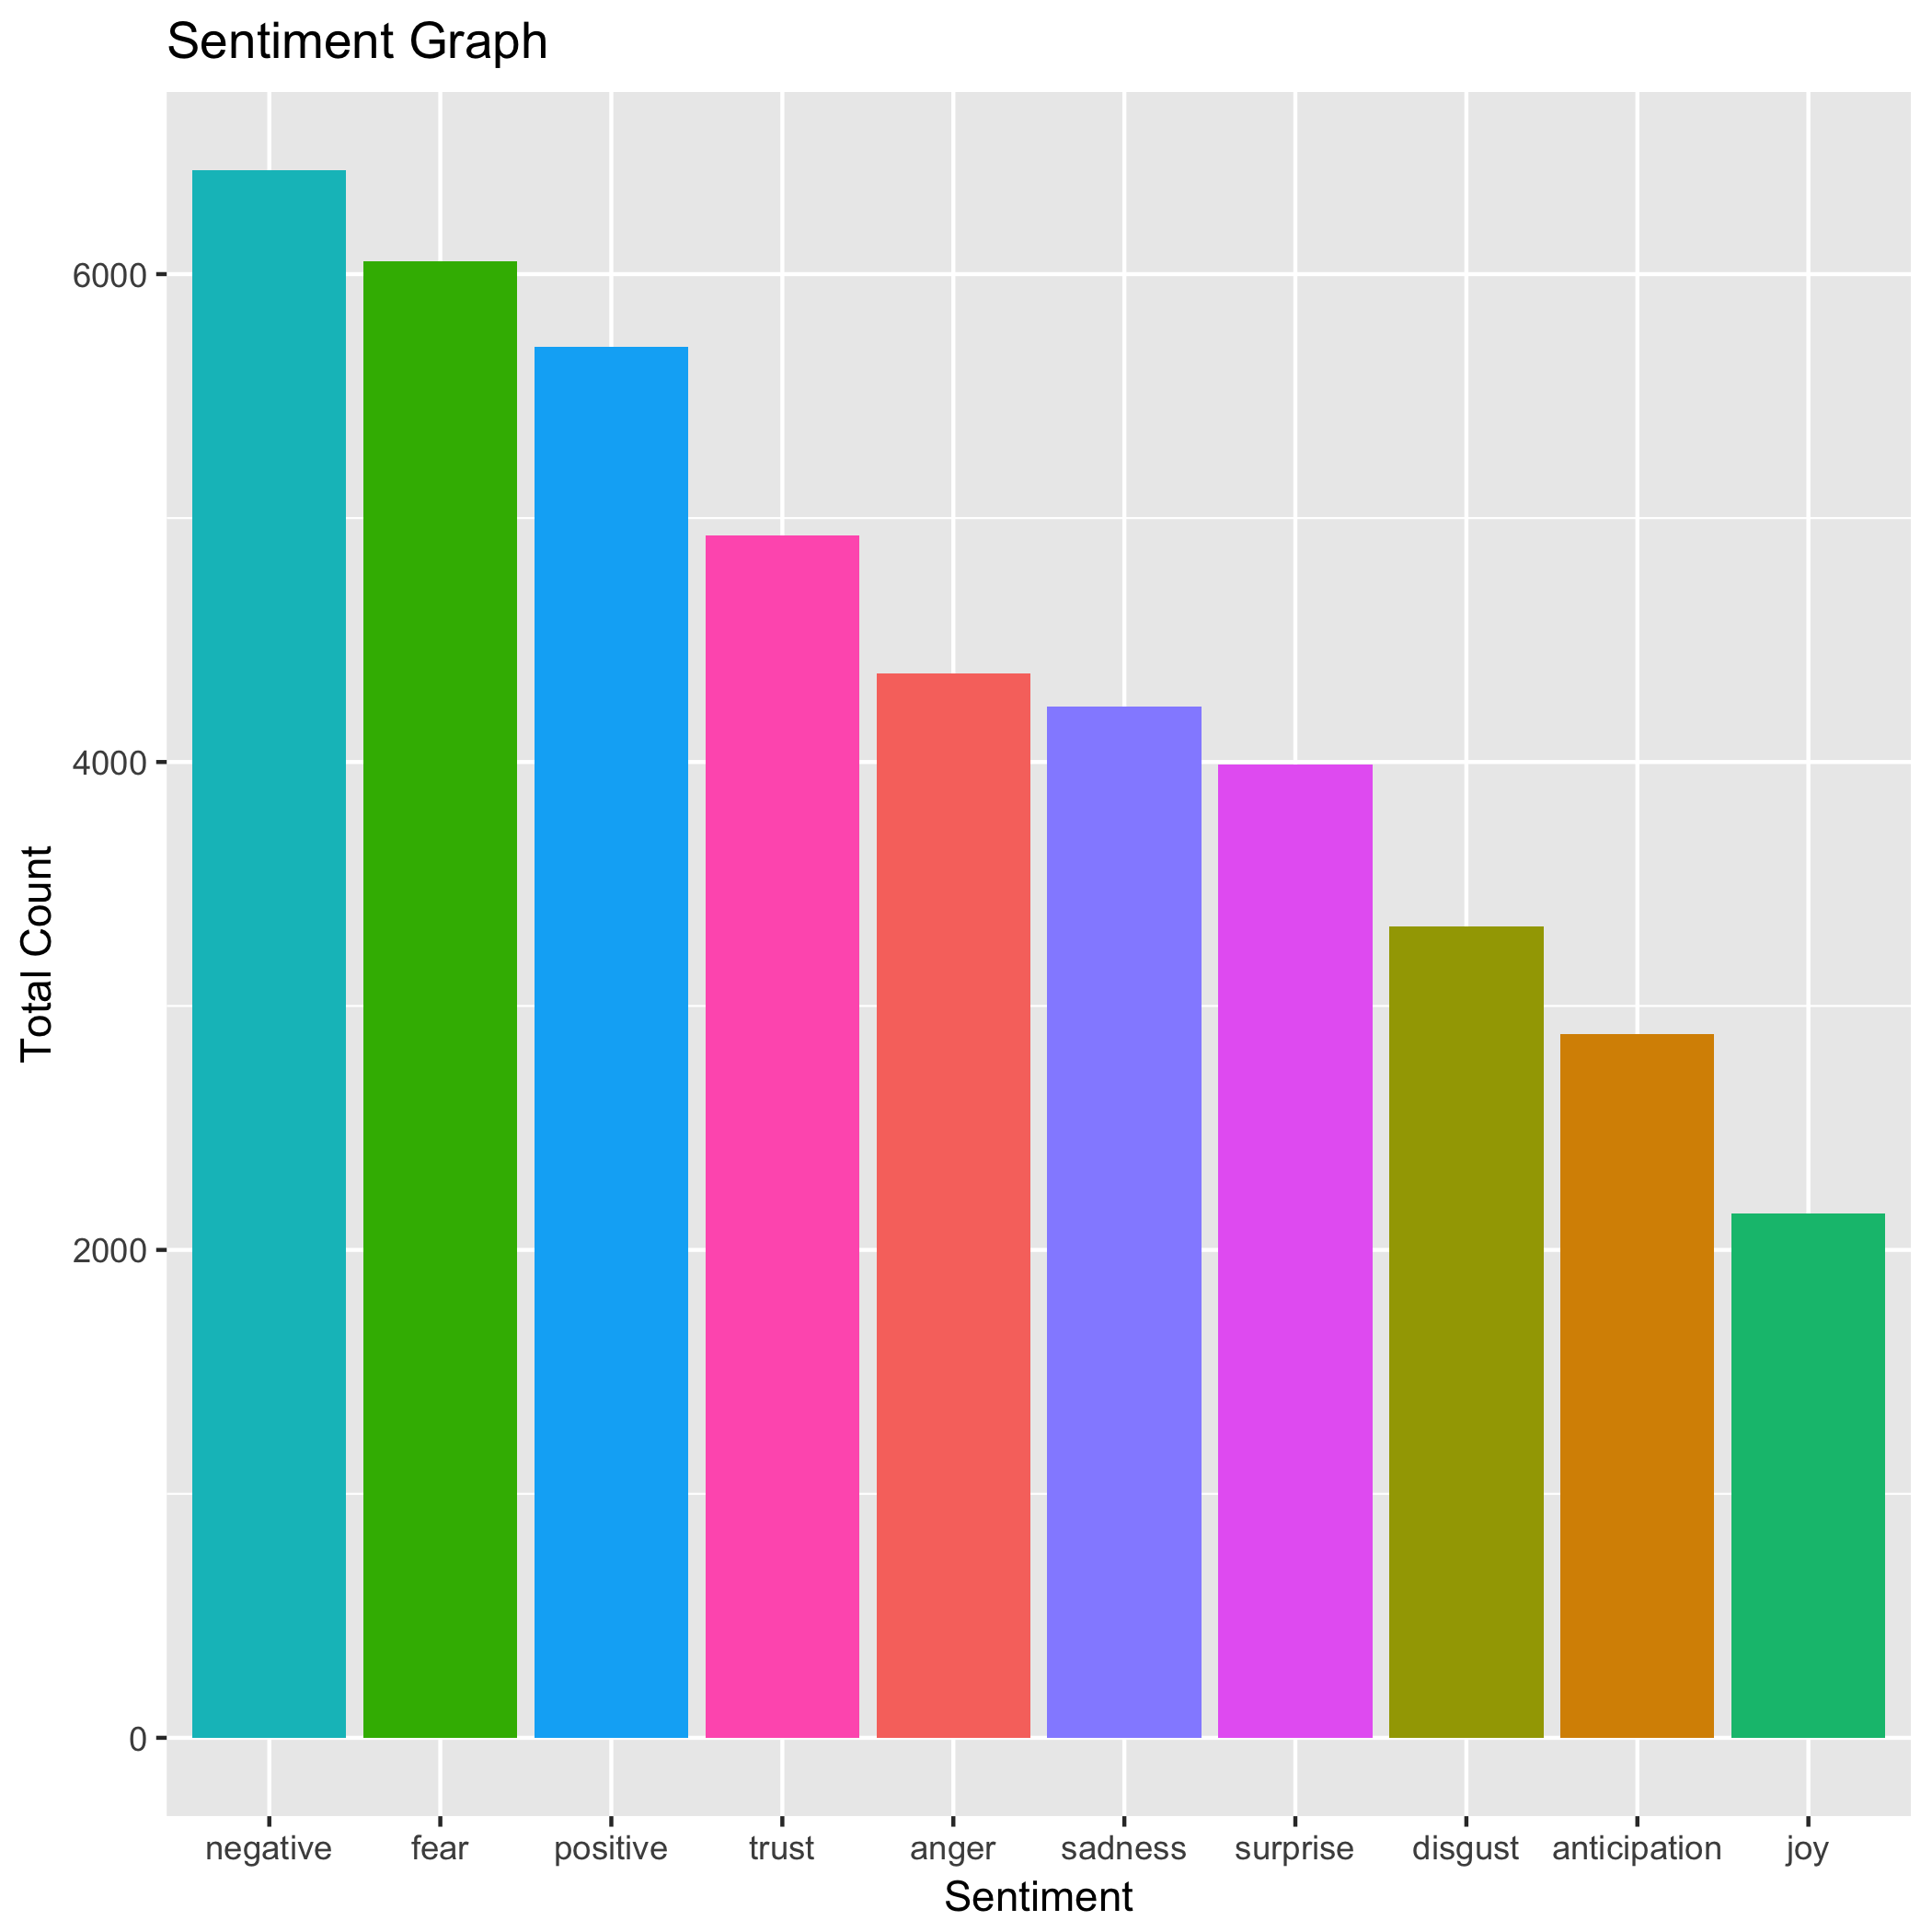 Sentiment Graph
Total Count
6000
4000
2000
0
negative fear positive trust anger sadness surprise disgust anticipation joy
Sentiment